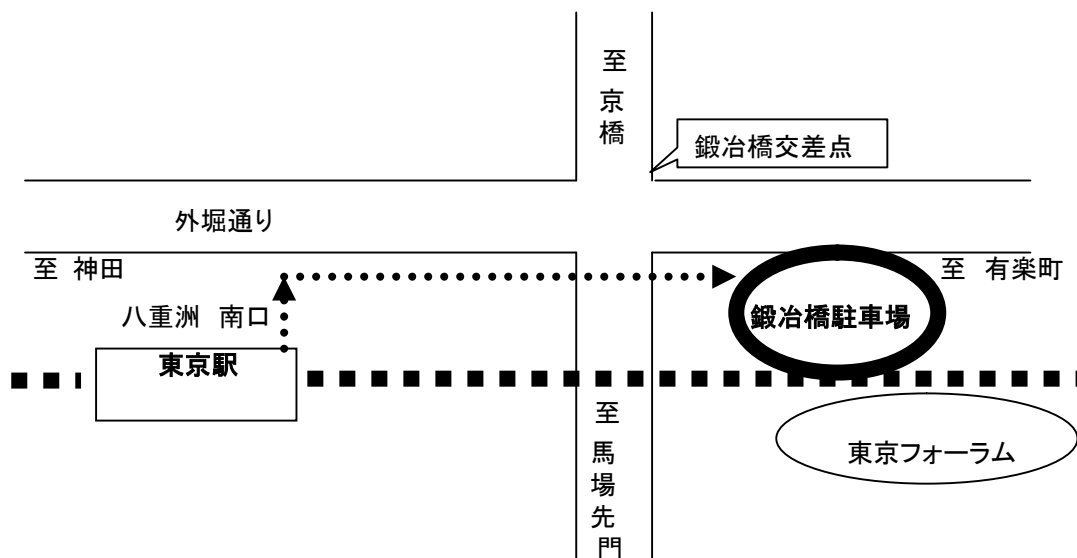 至京橋
鍛冶橋交差点
外堀通り
至 神田
至 有楽町
八重洲 南口
鍛冶橋駐車場
東京駅
至馬場先門
東京フォーラム